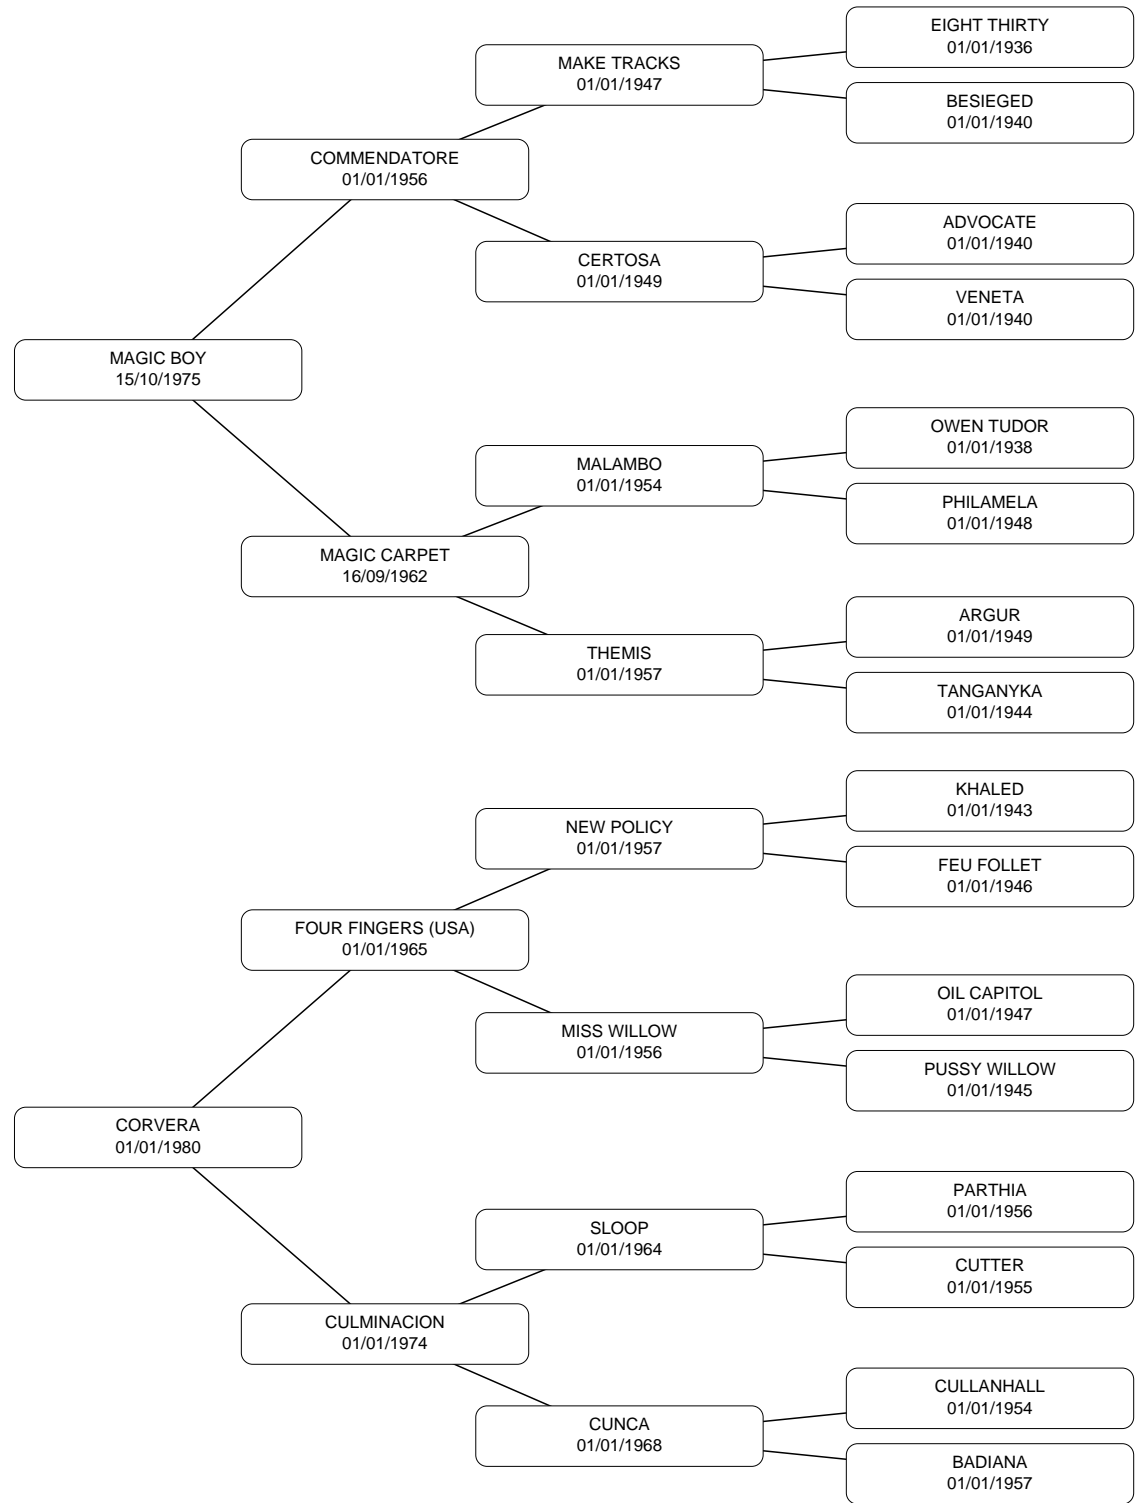 EIGHT THIRTY
01/01/1936
MAKE TRACKS
01/01/1947
BESIEGED
01/01/1940
COMMENDATORE
01/01/1956
ADVOCATE
01/01/1940
CERTOSA
01/01/1949
VENETA
01/01/1940
MAGIC BOY
15/10/1975
OWEN TUDOR
01/01/1938
MALAMBO
01/01/1954
PHILAMELA
01/01/1948
MAGIC CARPET
16/09/1962
ARGUR
01/01/1949
THEMIS
01/01/1957
TANGANYKA
01/01/1944
KHALED
01/01/1943
NEW POLICY
01/01/1957
FEU FOLLET
01/01/1946
FOUR FINGERS (USA)
01/01/1965
OIL CAPITOL
01/01/1947
MISS WILLOW
01/01/1956
PUSSY WILLOW
01/01/1945
CORVERA
01/01/1980
PARTHIA
01/01/1956
SLOOP
01/01/1964
CUTTER
01/01/1955
CULMINACION
01/01/1974
CULLANHALL
01/01/1954
CUNCA
01/01/1968
BADIANA
01/01/1957